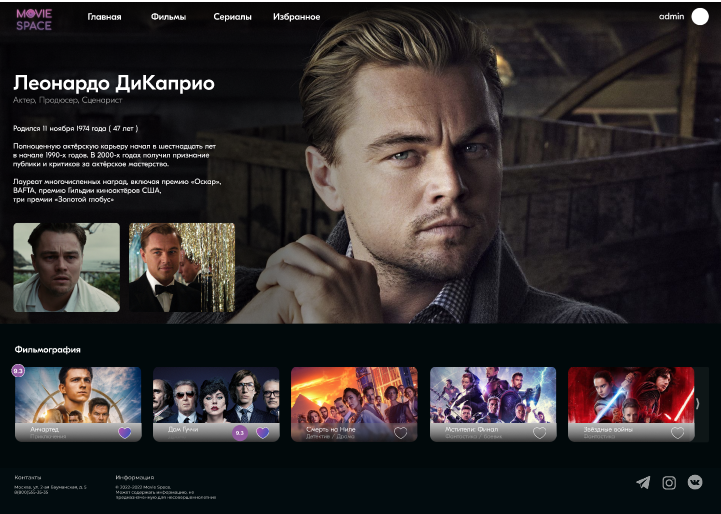 MOVIE
SPACE
Главная
Фильмы
Сериалы
Избранное
admin
Леонардо ДиКаприо
Актер, Продюсер, Сценарист
Родился 11 ноября 1974 года ( 47 лет )
Полноценную актёрскую карьеру начал в шестнадцать лет
в начале 1990-х годов. В 2000-х годах получил признание
публики и критиков за актёрское мастерство.
Лауреат многочисленных наград, включая премию «Оскар»,
BAFTA, премию Гильдии киноактёров США,
три премии «Золотой глобус»
Фильмография
9.3
Анчартед
Приключения
Дом Гуччи
9.3
Смерть на Ниле
Детектив / Драма
Мстители: Финал
Фантастика / Боевик
Звёздные войны
Фантастика
Контакты
Москва, ул. 2-ая Бауманская, д. 5
8(800)555-35-35
Информация
© 2020-2022 Movie Space.
Может содержать информацию, не
предназначенную для несовершеннолетних